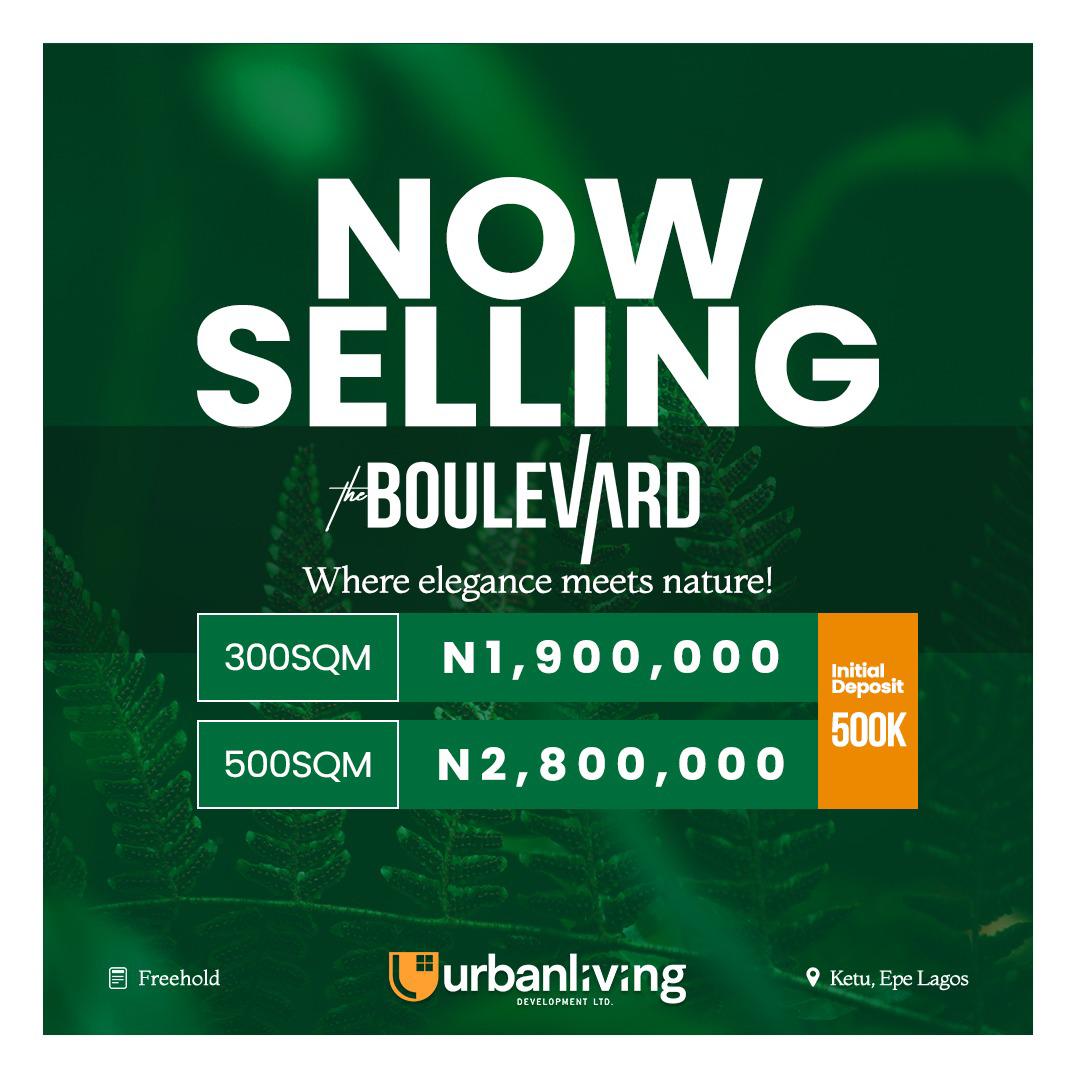 NOW
SELLING
the BOULEVARD
Where elegance meets nature!
300SQM N1,900,000
500SQM N2,800,000
Initial
Deposit
500K
Freehold
urbanliving
DEVELOPMENT LTD.
Ketu, Epe Lagos